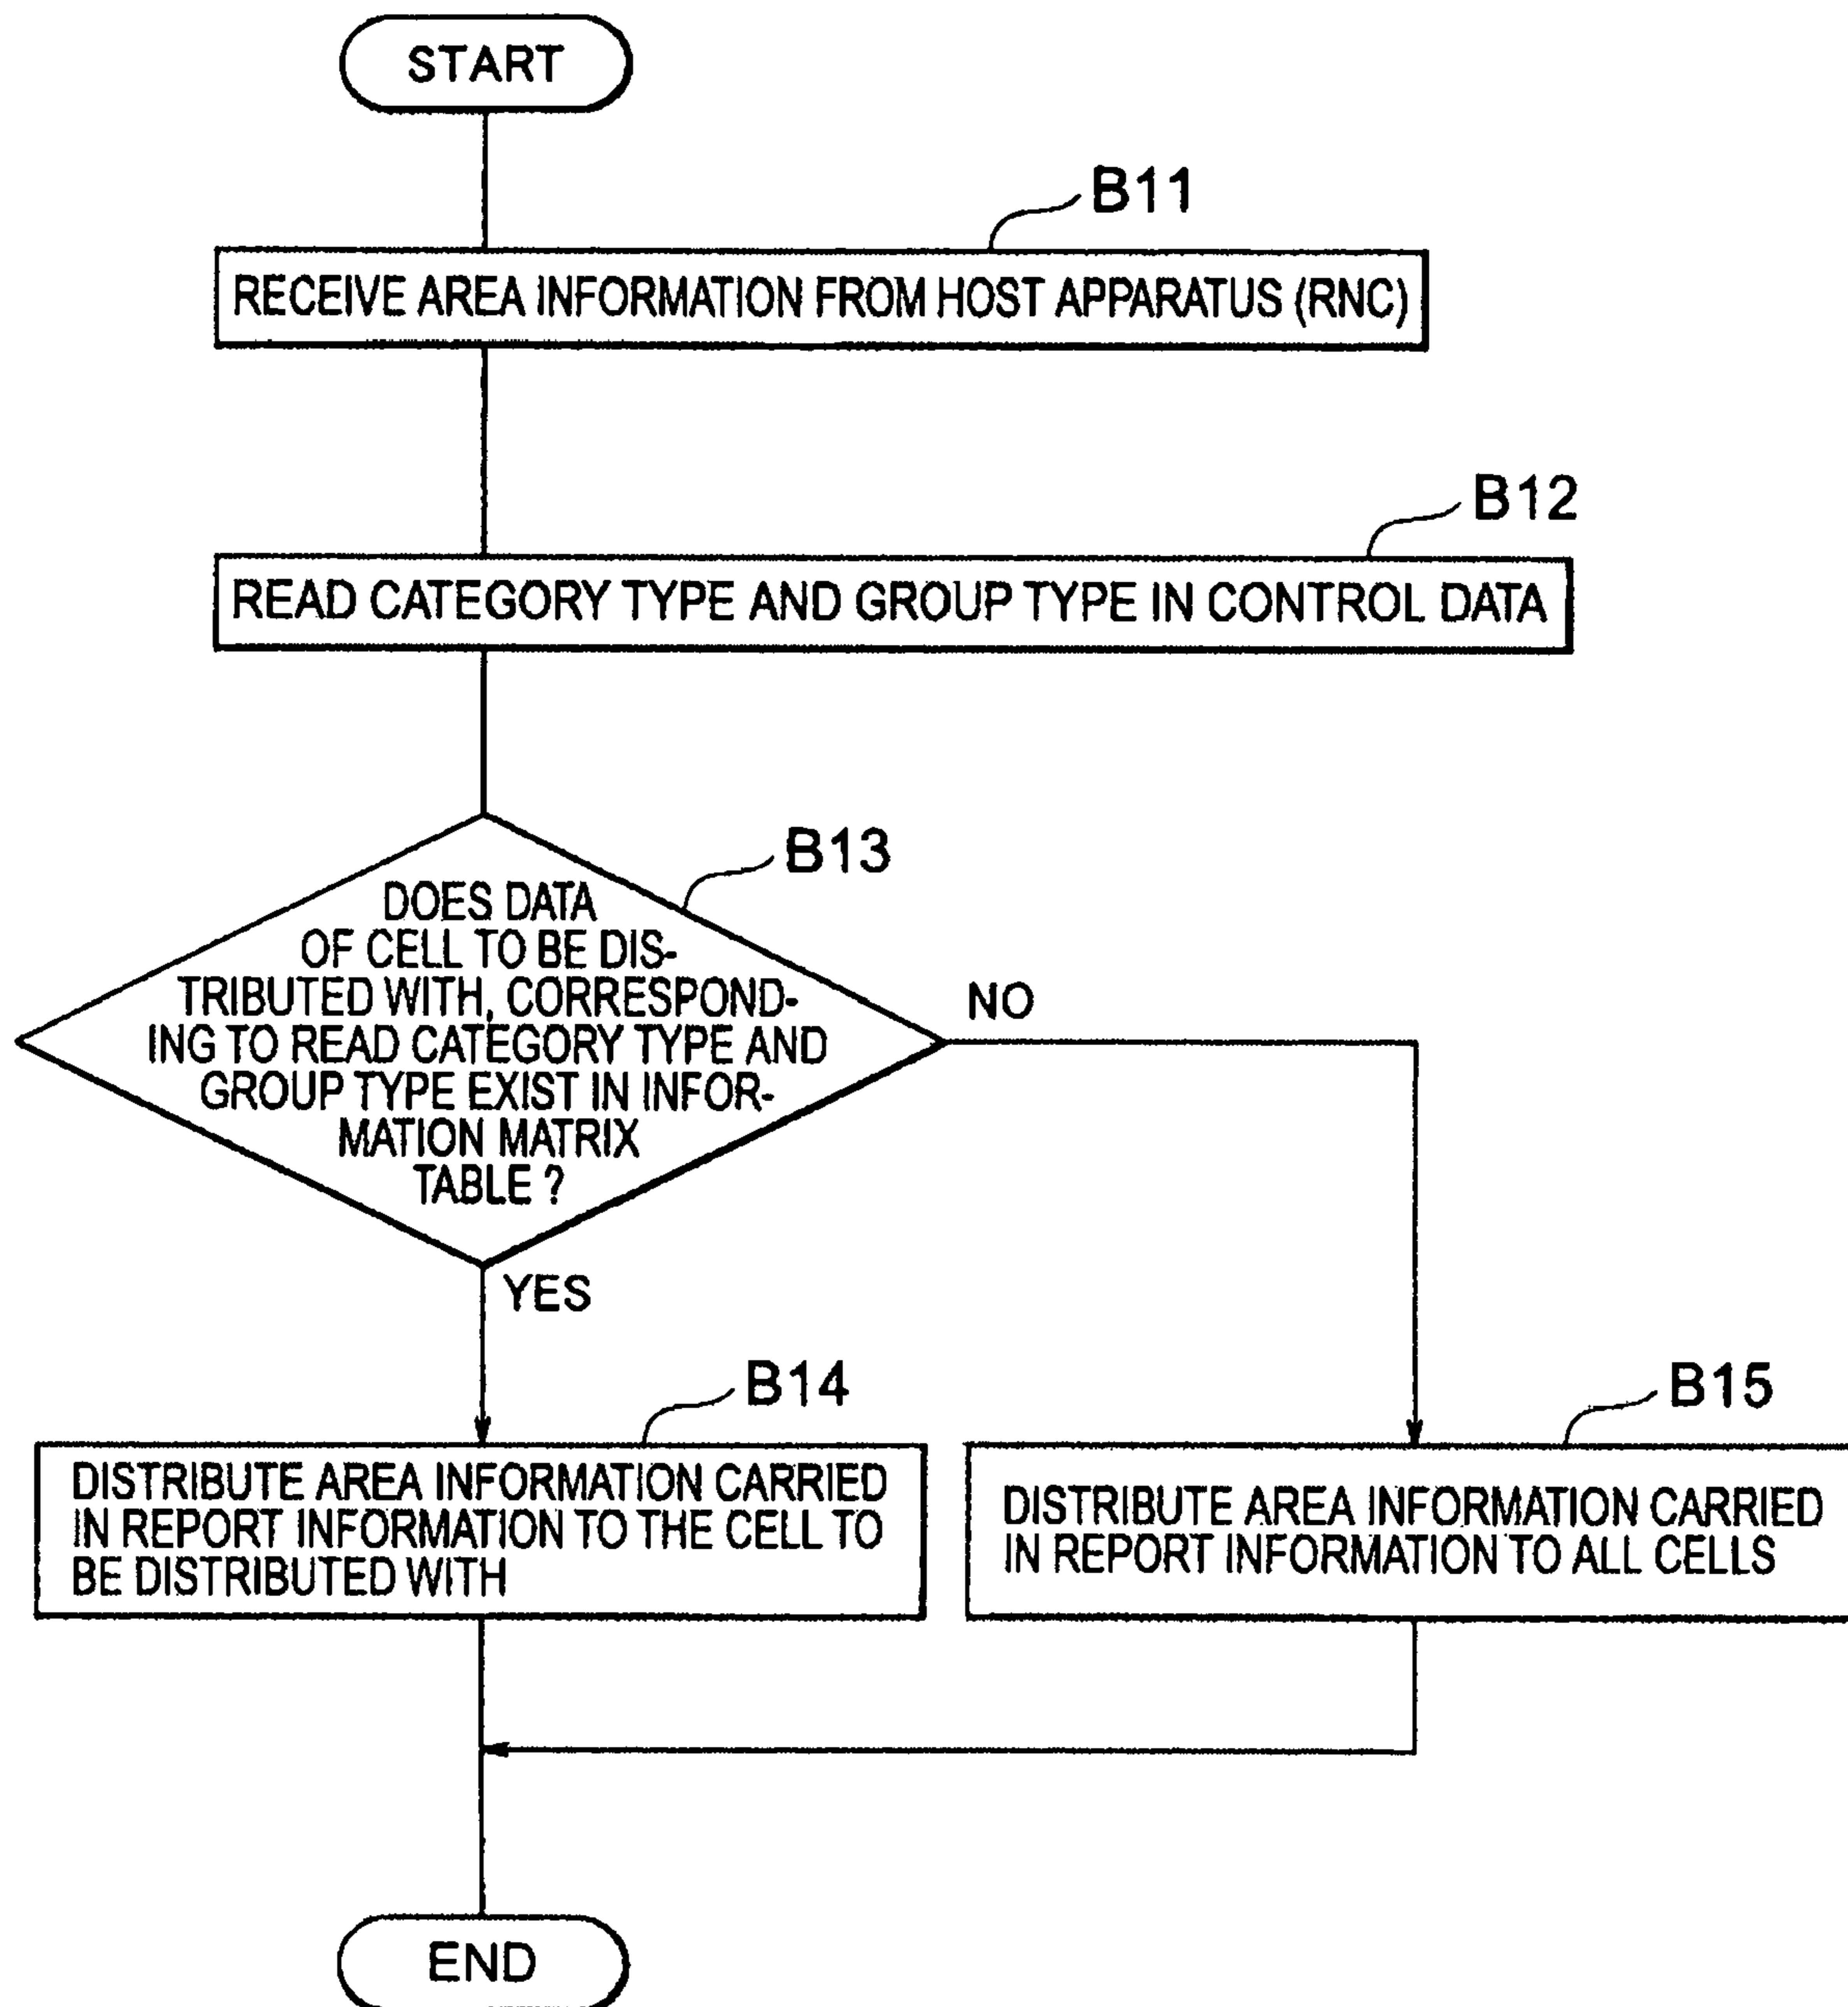 START
B11
RECEIVE AREA INFORMATION FROM HOST APPARATUS (RNC)
B12
READ CATEGORY TYPE AND GROUP TYPE IN CONTROL DATA
B13
DOES DATA
OF CELL TO BE DIS-
TRIBUTED WITH, CORRESPOND-
ING TO READ CATEGORY TYPE AND
GROUP TYPE EXIST IN INFOR-
MATION MATRIX
TABLE ?
NO
YES
B14
DISTRIBUTE AREA INFORMATION CARRIED
IN REPORT INFORMATION TO THE CELL TO
BE DISTRIBUTED WITH
B15
DISTRIBUTE AREA INFORMATION CARRIED
IN REPORT INFORMATION TO ALL CELLS
END